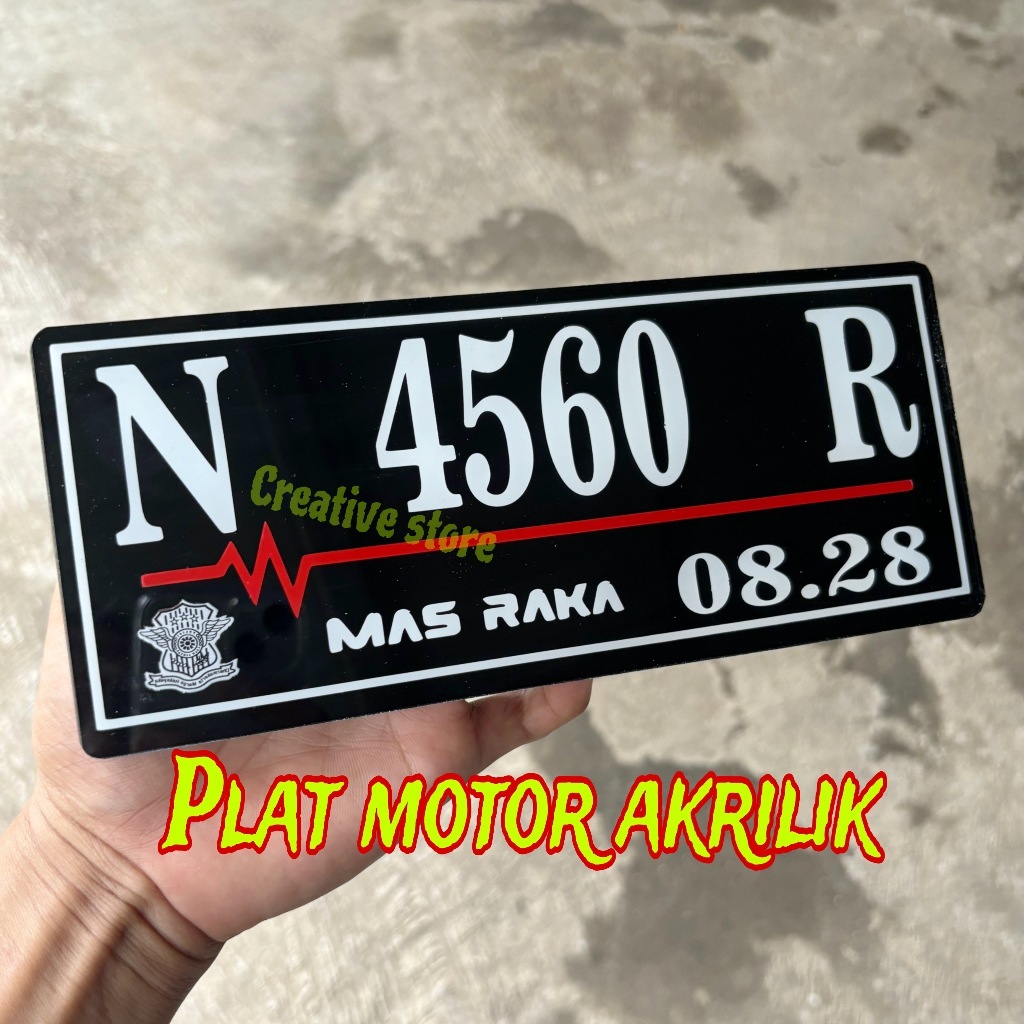 N 4560 R
Creative store
MAS RAKA 08.28
PLAT MOTOR AKRILIK